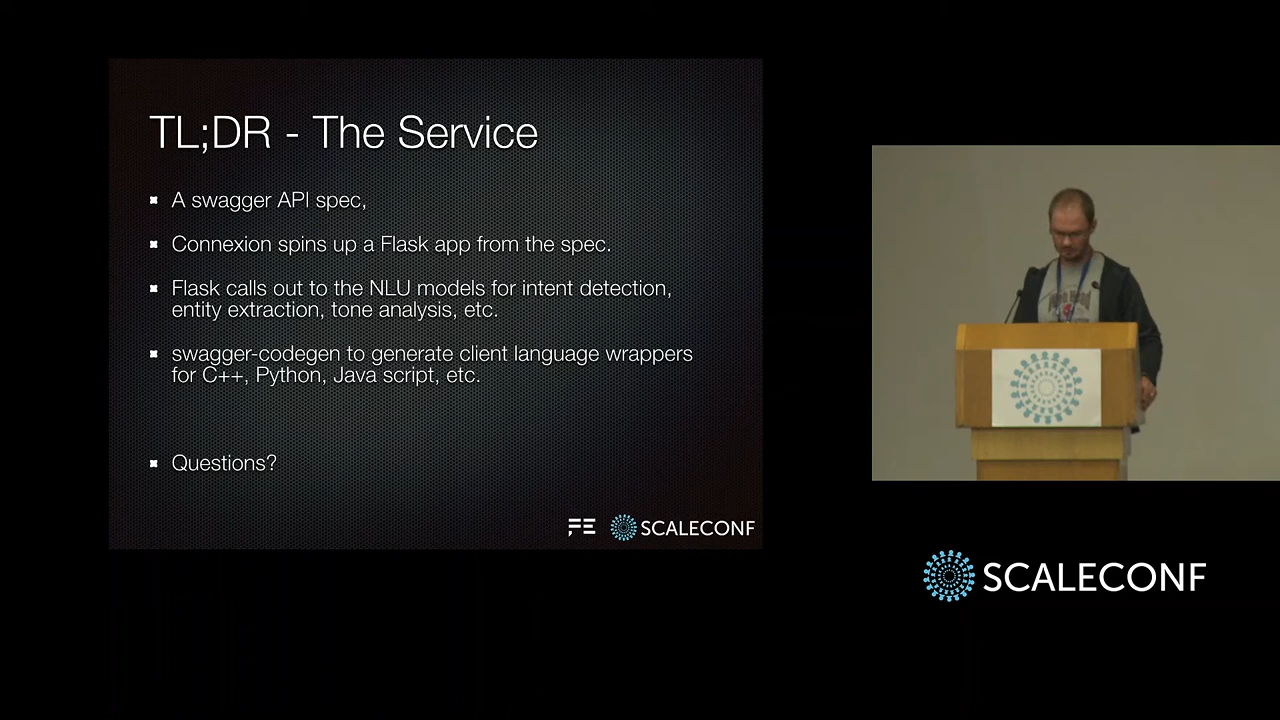 TL;DR - The Service
A swagger API spec,
Connexion spins up a Flask app from the spec.
Flask calls out to the NLU models for intent detection,
entity extraction, tone analysis, etc.
swagger-codegen to generate client language wrappers
for C++, Python, Java script, etc.
Questions?
SCALECONF
SCALECONF